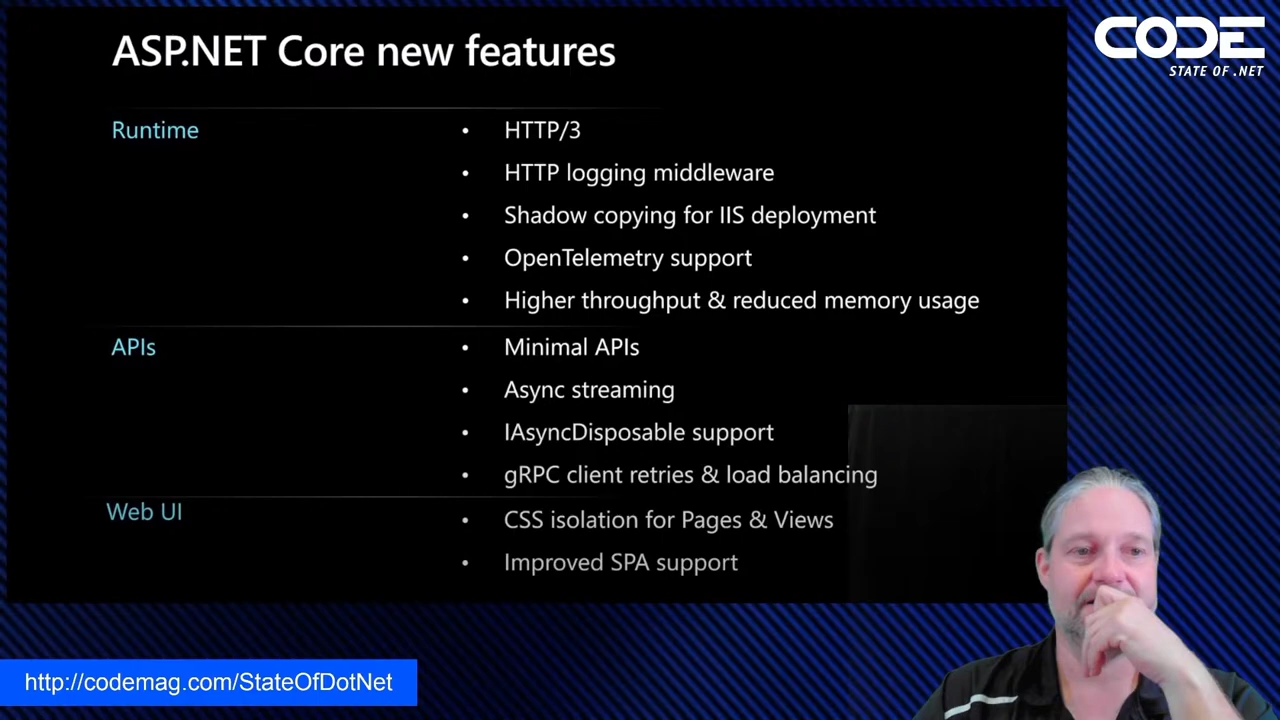 ASP.NET Core new features
CODE
STATE OF .NET
Runtime
• HTTP/3
• HTTP logging middleware
• Shadow copying for IIS deployment
• OpenTelemetry support
• Higher throughput & reduced memory usage
APIs
• Minimal APIs
• Async streaming
• IAsyncDisposable support
• gRPC client retries & load balancing
Web UI
• CSS isolation for Pages & Views
• Improved SPA support
http://codemag.com/StateOfDotNet